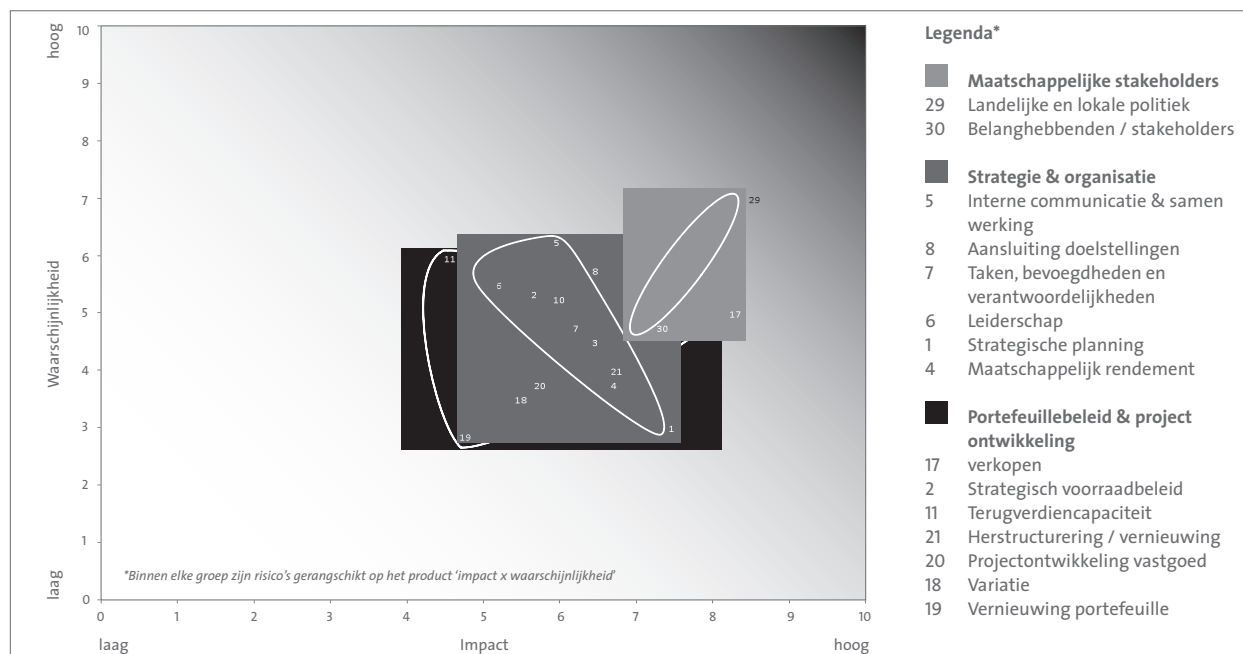 hoog
10
9
8
7
6
5
4
3
2
1
0
laag
Waarschijnlijkheid
29
5
11
8
6
2
10
17
7
30
3
21
20
4
18
1
19
*Binnen elke groep zijn risico's gerangschikt op het product 'impact x waarschijnlijkheid'
0 1 2 3 4 5 6 7 8 9 10
laag Impact hoog
Legenda*
Maatschappelijke stakeholders
29 Landelijke en lokale politiek
30 Belanghebbenden / stakeholders
Strategie & organisatie
5 Interne communicatie & samen
werking
8 Aansluiting doelstellingen
7 Taken, bevoegdheden en
verantwoordelijkheden
6 Leiderschap
1 Strategische planning
4 Maatschappelijk rendement
Portefeuillebeleid & project
ontwikkeling
17 verkopen
2 Strategisch voorraadbeleid
11 Terugverdiencapaciteit
21 Herstructurering / vernieuwing
20 Projectontwikkeling vastgoed
18 Variatie
19 Vernieuwing portefeuille